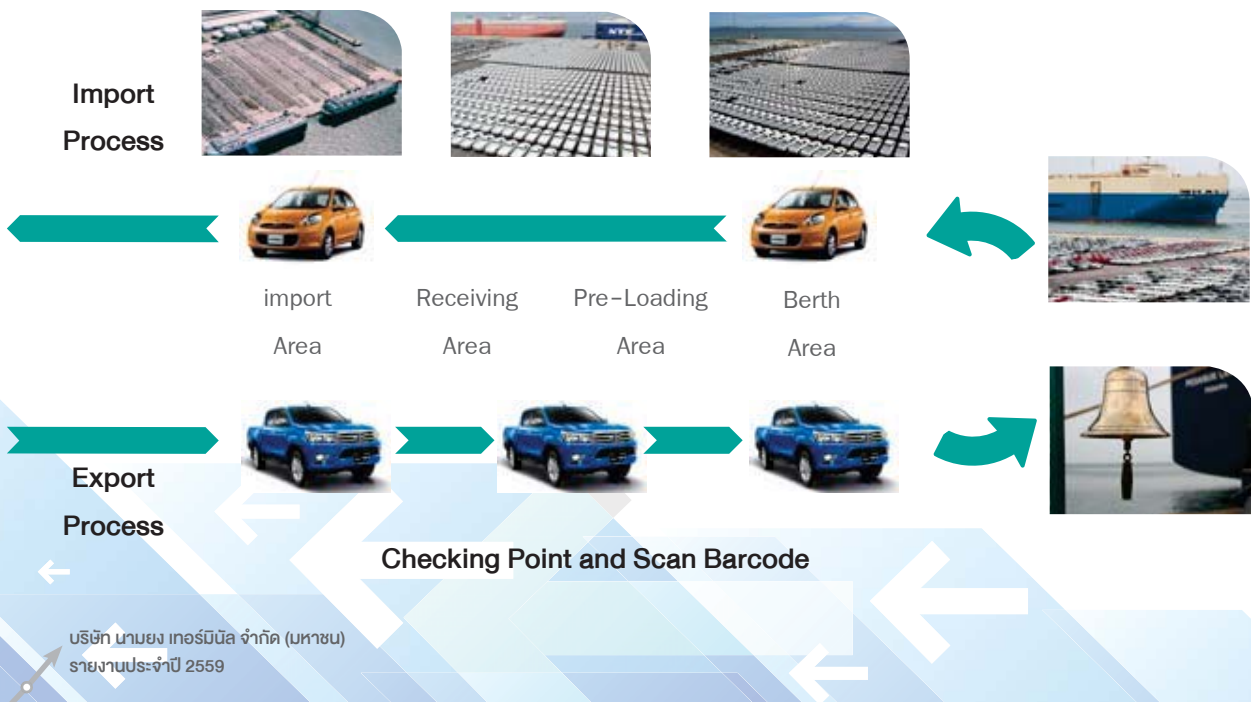 Import
Process
import
Area
Receiving
Area
Pre-Loading
Area
Berth
Area
Export
Process
Checking Point and Scan Barcode
บริษัท นามยง เทอร์มินัล จำกัด (มหาชน)
รายงานประจำปี 2559